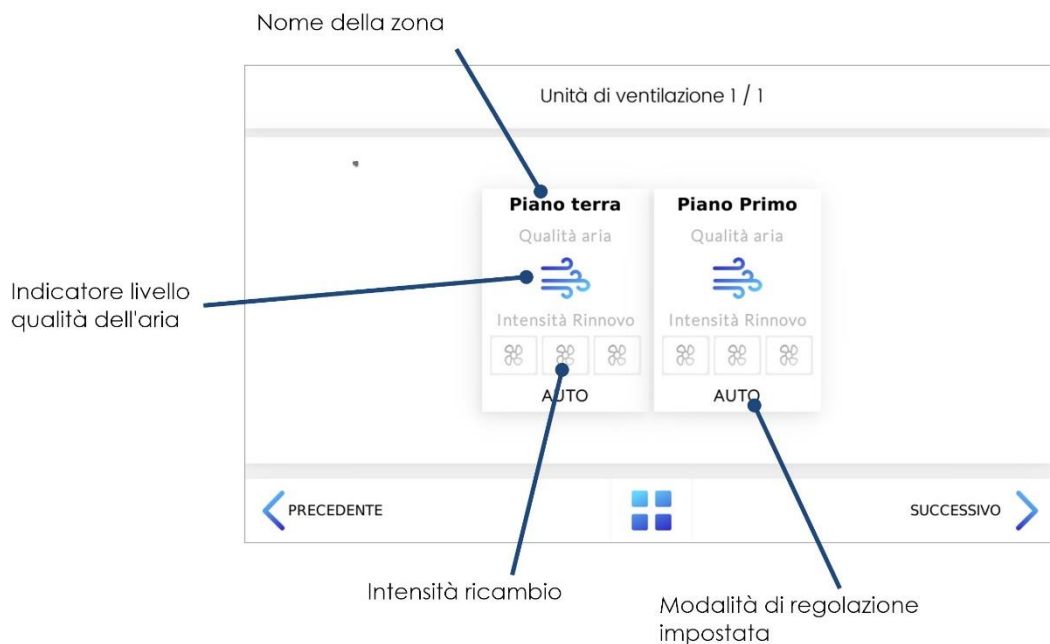 Nome della zona
Unità di ventilazione 1 / 1
Piano terra
Piano Primo
Qualità aria
Qualità aria
Indicatore livello
qualità dell'aria
Intensità Rinnovo
Intensità Rinnovo
AUTO
AUTO
PRECEDENTE
SUCCESSIVO
Intensità ricambio
Modalità di regolazione
impostata